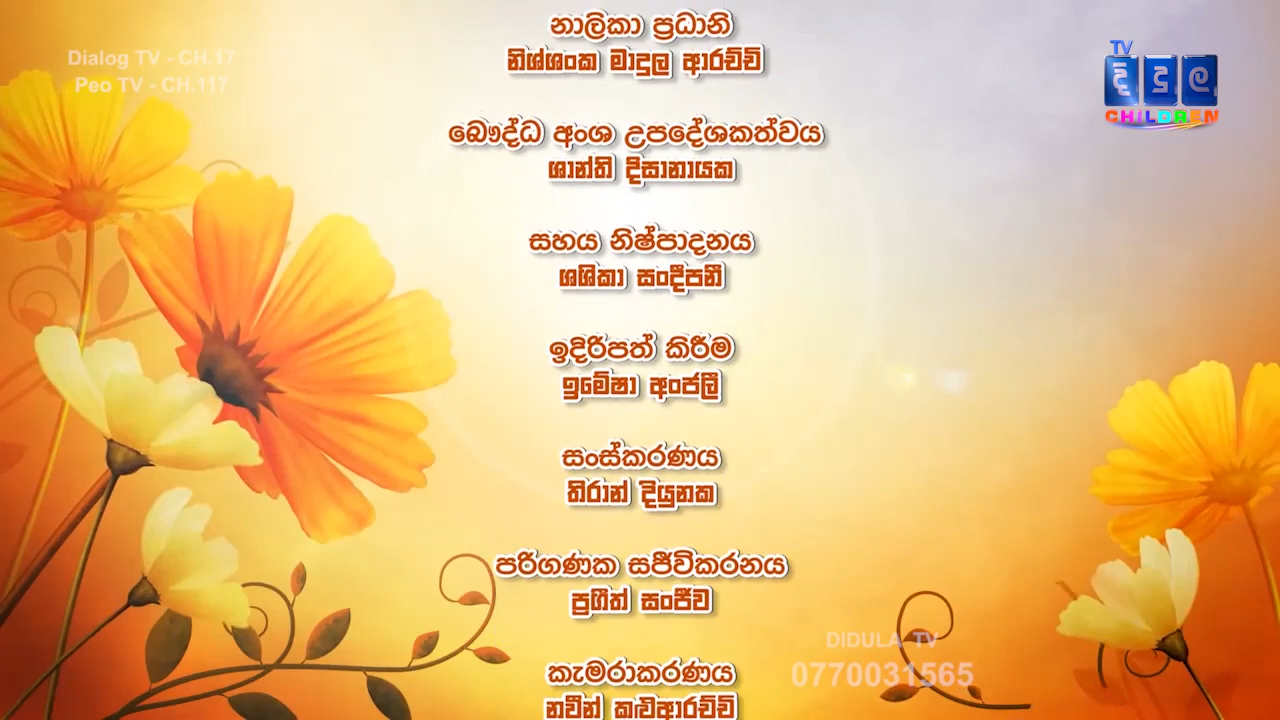 නාලිකා ප්‍රධානි
නිශ්ශංක මාදුල ආරච්චි
Dialog TV - CH.17
Peo TV - CH.117
TV
දිදුල
CHILDREN
බෞද්ධ අංශ උපදේශකත්වය
ශාන්ති දිසානායක
සහය නිෂ්පාදනය
ශශිකා සංදීපනී
ඉදිරිපත් කිරීම
ඉමේෂා අංජලී
සංස්කරණය
තිරාන් දියුනක
පරිගණක සජීවිකරනය
ප්‍රගීත් සංජීව
DIDULA TV
0770031565
කැමරාකරණය
නවීන් කළුආරච්චි